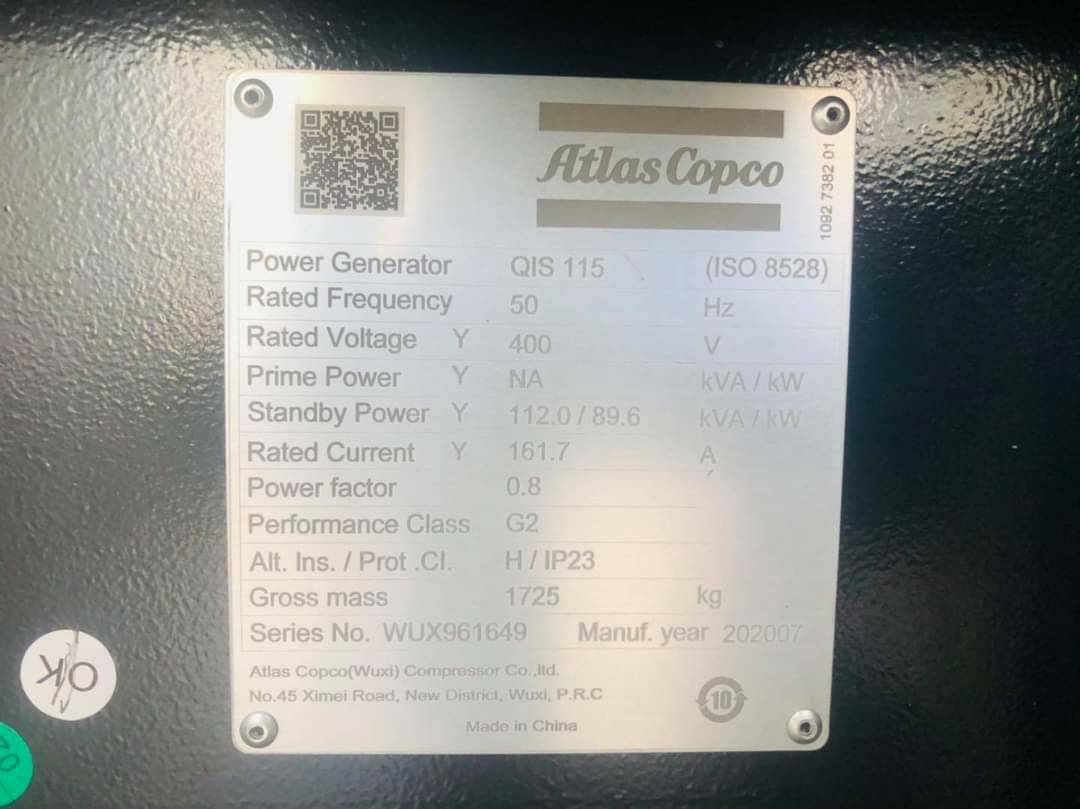 Atlas Copco
1092 7382 01
Power Generator QIS 115 (ISO 8528)
Rated Frequency 50 Hz
Rated Voltage Y 400 V
Prime Power Y NA kVA / kW
Standby Power Y 112.0 / 89.6 kVA / kW
Rated Current Y 161.7 A
Power factor 0.8
Performance Class G2
Alt. Ins. / Prot .Cl. H / IP23
Gross mass 1725 kg
Series No. WUX961649 Manuf. year 202007
Atlas Copco(Wuxi) Compressor Co.,ltd.
No.45 Ximei Road, New District, Wuxi, P.R.C
10
Made in China
OK